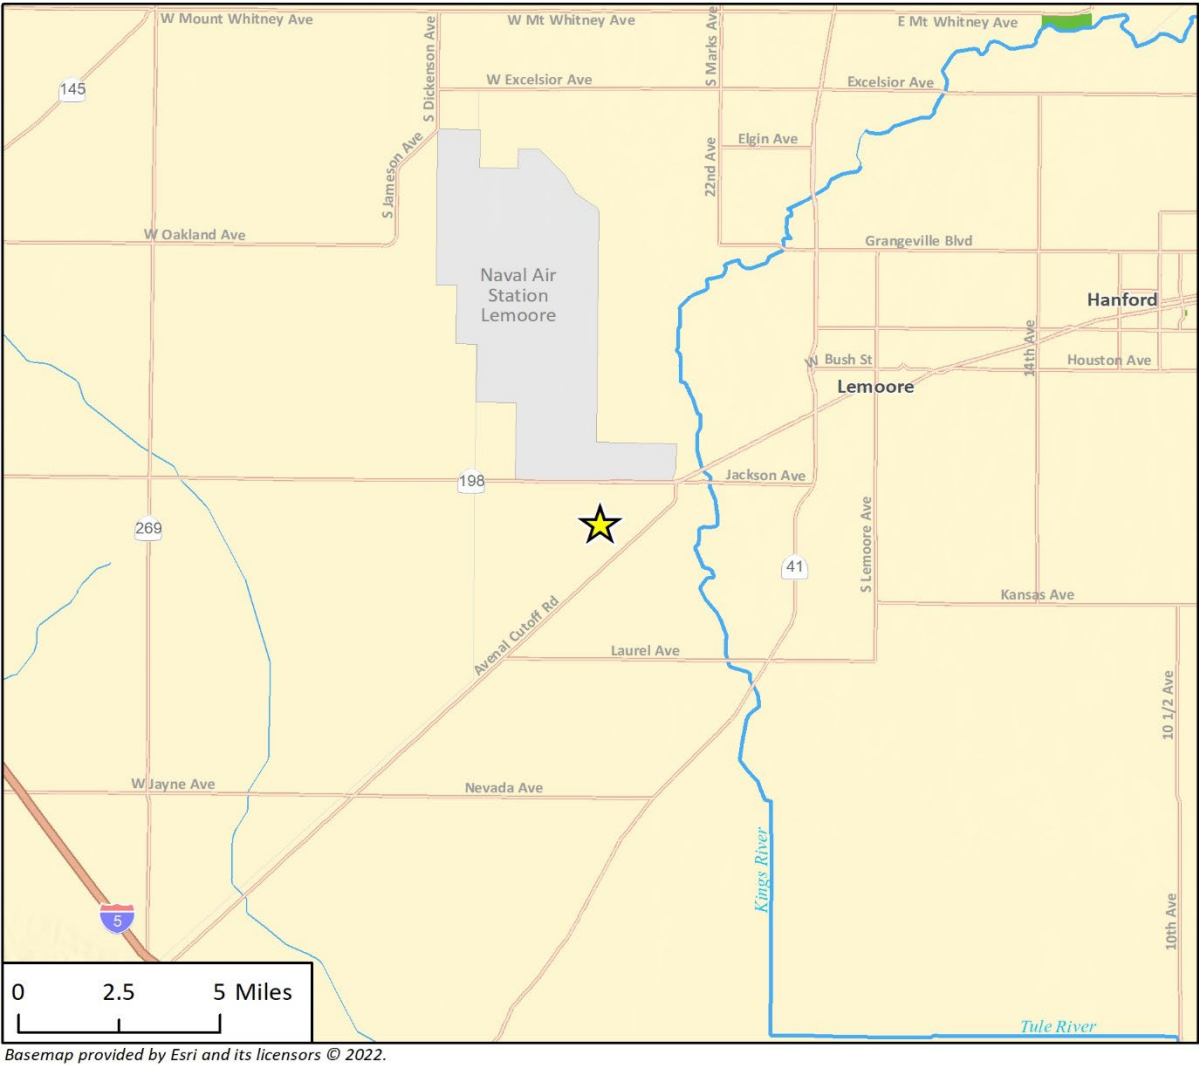 W Mount Whitney Ave
W Mt Whitney Ave
E Mt Whitney Ave
S Dickenson Ave
S Marks Ave
W Excelsior Ave
Excelsior Ave
145
Elgin Ave
S Jameson Ave
22nd Ave
W Oakland Ave
Grangeville Blvd
Naval Air
Station
Lemoore
Hanford
14th Ave
W Bush St
Houston Ave
Lemoore
198
Jackson Ave
269
41
S Lemoore Ave
Kansas Ave
Avenal Cutoff Rd
Laurel Ave
10 1/2 Ave
W Jayne Ave
Nevada Ave
Kings River
5
10th Ave
0 2.5 5 Miles
Tule River
Basemap provided by Esri and its licensors © 2022.